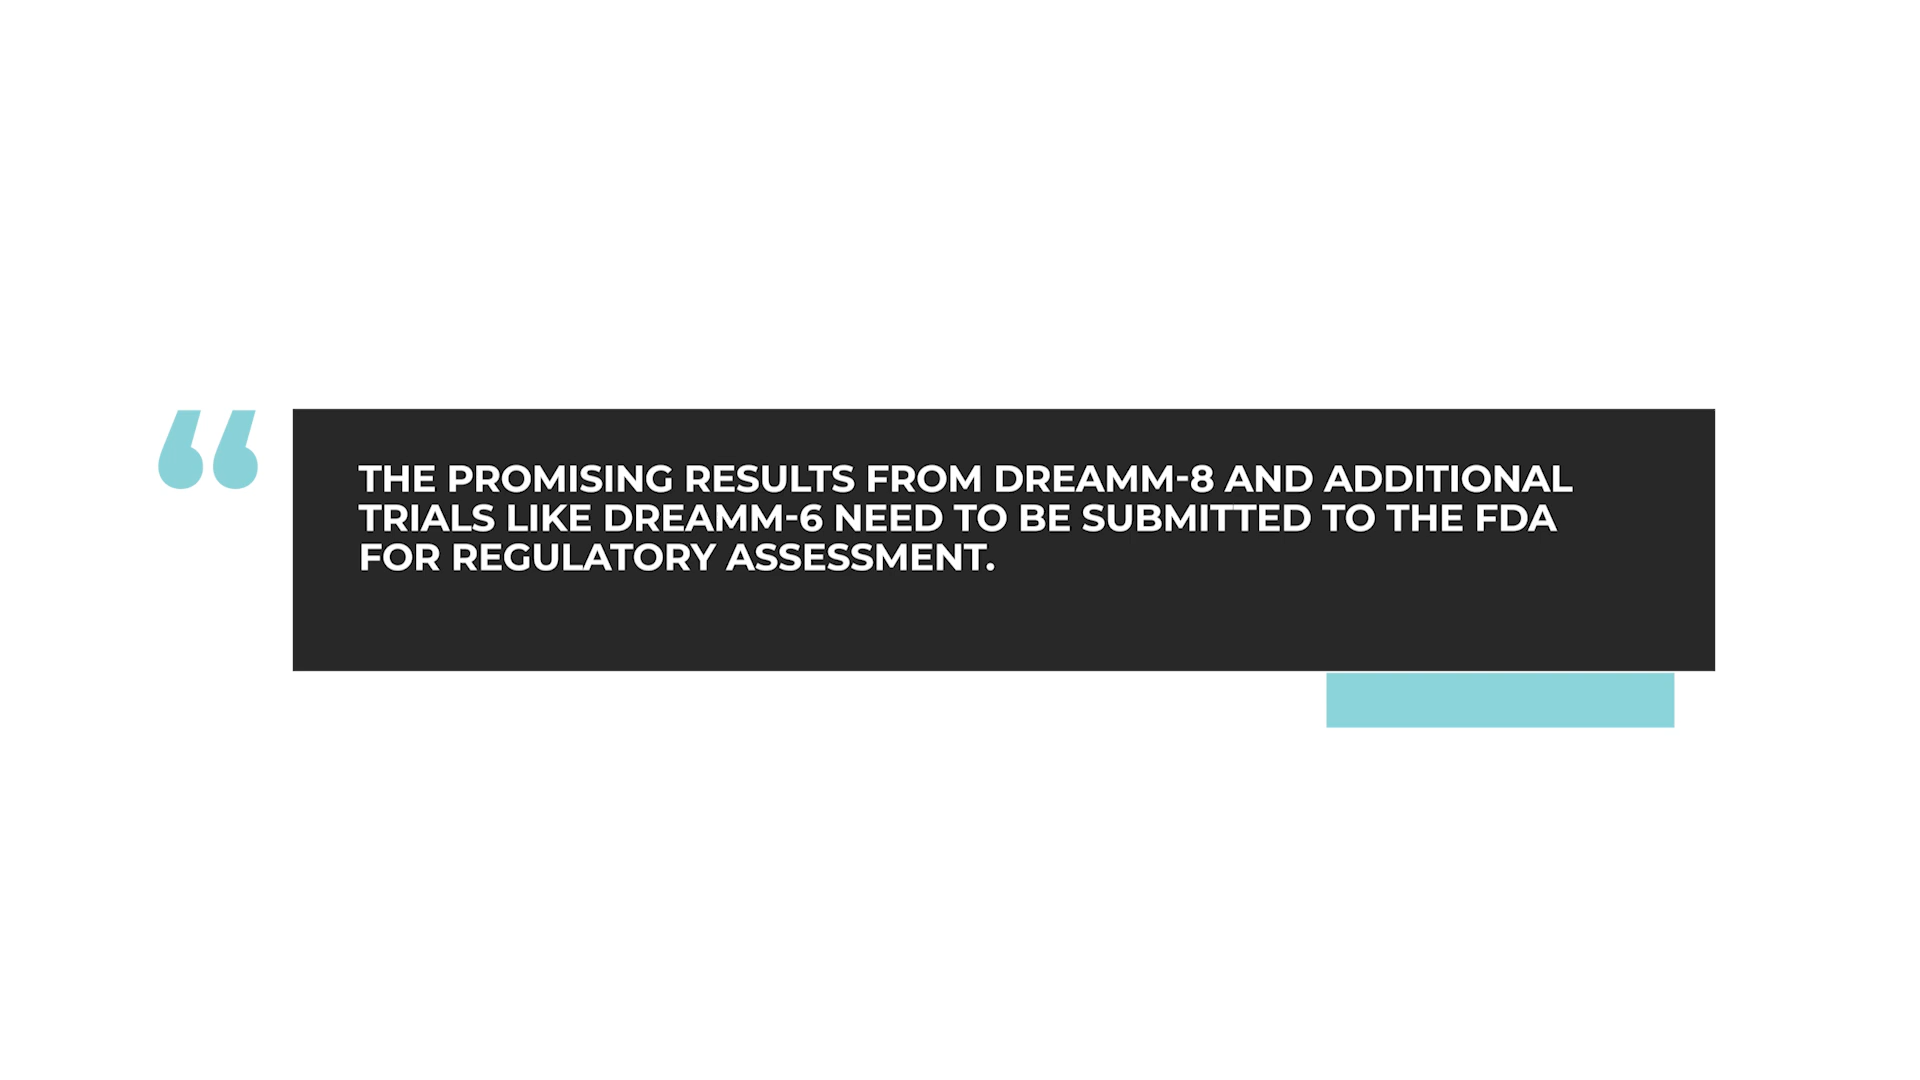 “
THE PROMISING RESULTS FROM DREAMM-8 AND ADDITIONAL
TRIALS LIKE DREAMM-6 NEED TO BE SUBMITTED TO THE FDA
FOR REGULATORY ASSESSMENT.